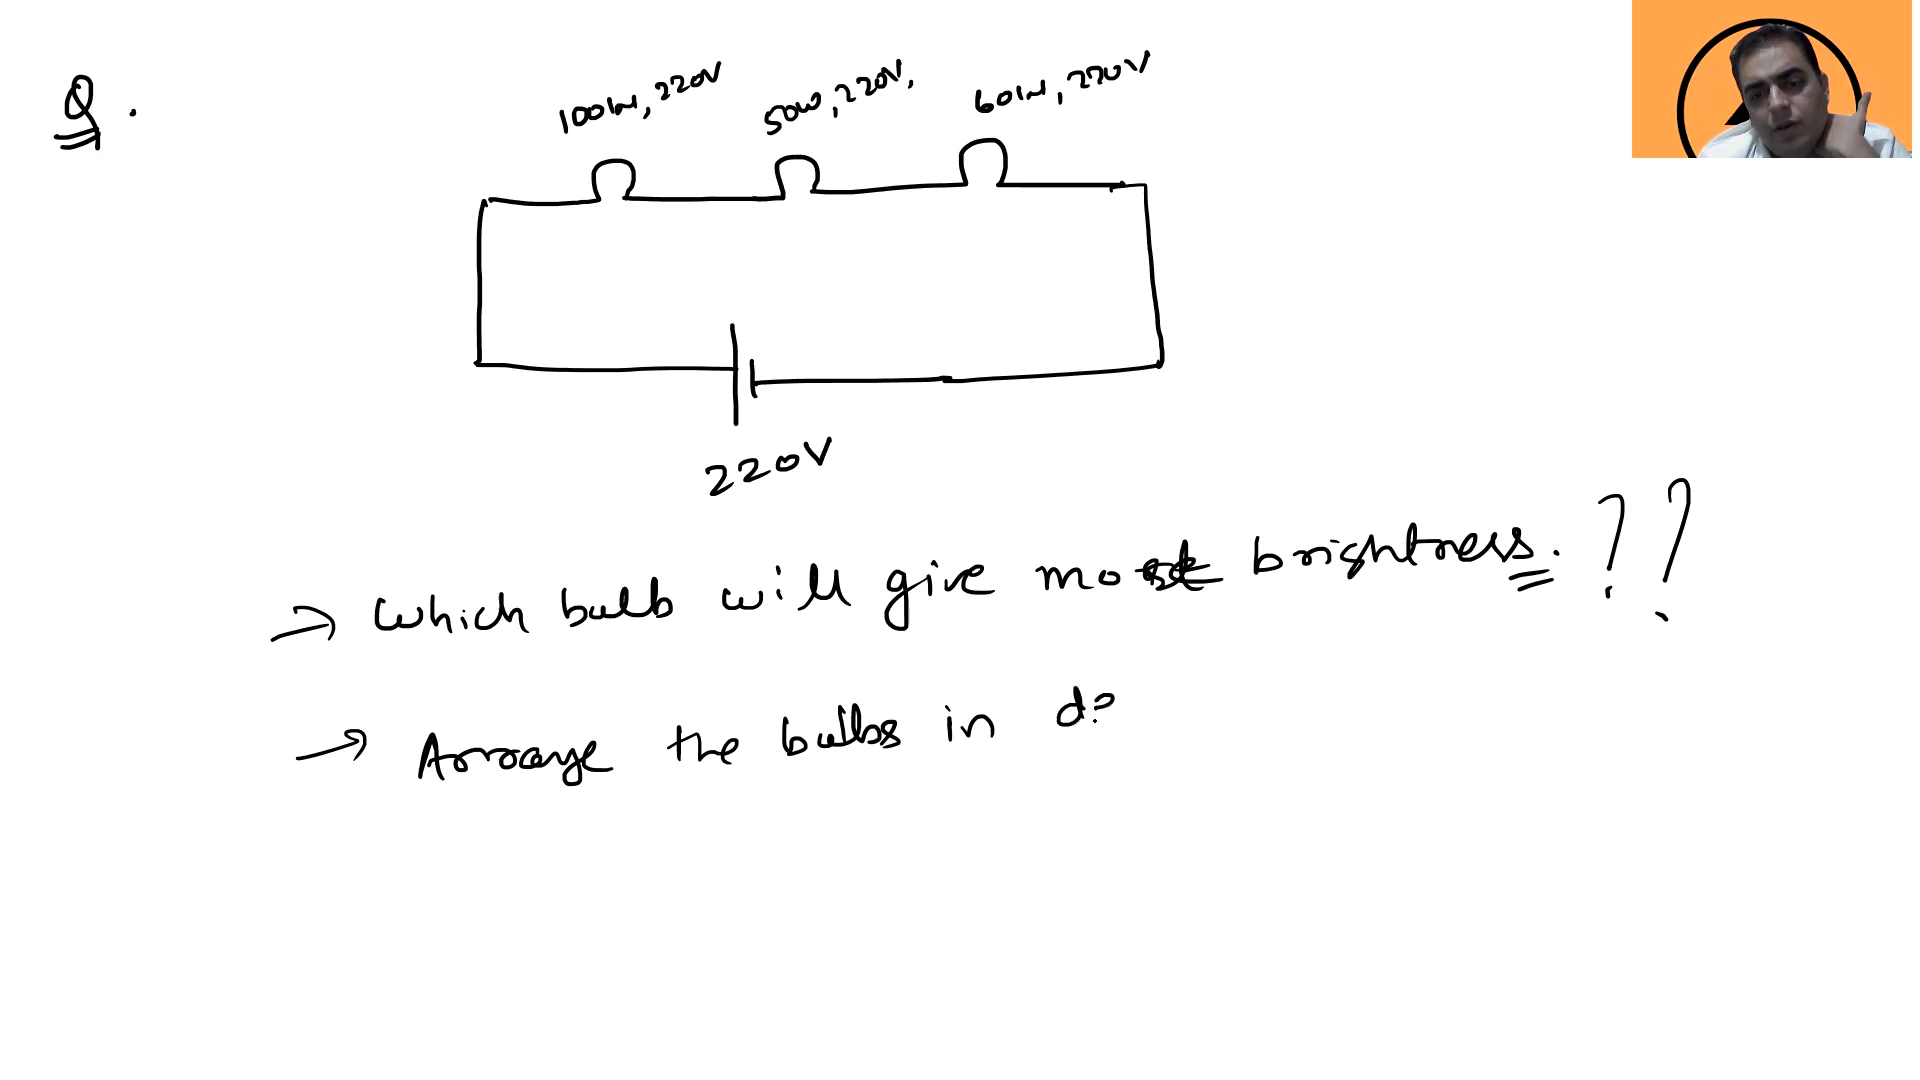 Q.
100W, 220V 50W, 220V, 60W, 220V
220V
→ Which bulb will give most brightness. ??
→ Arrange the bulbs in